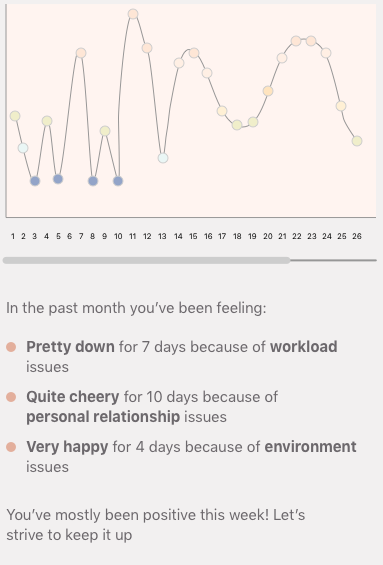 1 2 3 4 5 6 7 8 9 10 11 12 13 14 15 16 17 18 19 20 21 22 23 24 25 26
In the past month you've been feeling:
Pretty down for 7 days because of workload
issues
Quite cheery for 10 days because of
personal relationship issues
Very happy for 4 days because of environment
issues
You've mostly been positive this week! Let's
strive to keep it up